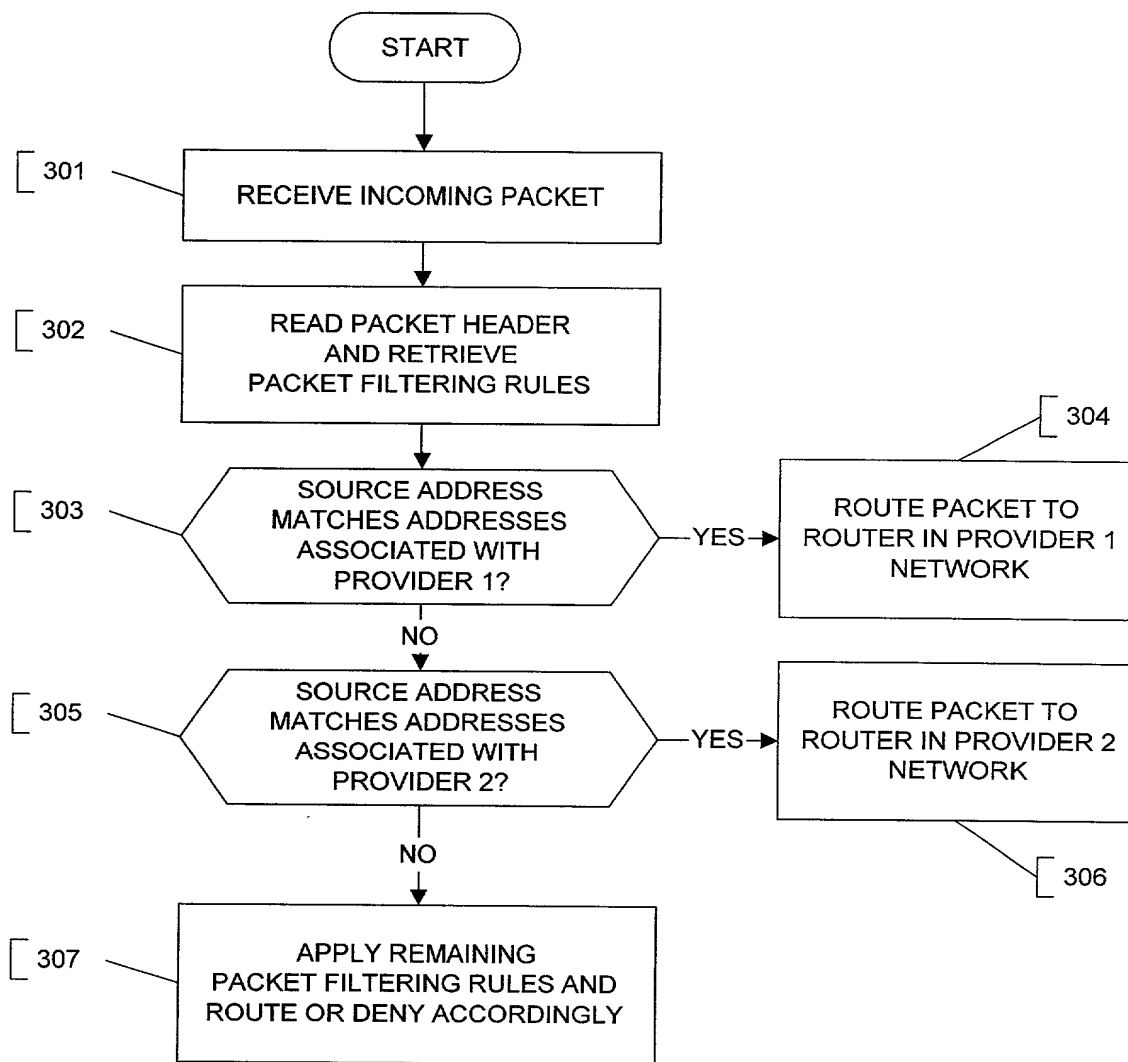 START
301
RECEIVE INCOMING PACKET
302
READ PACKET HEADER
AND RETRIEVE
PACKET FILTERING RULES
303
SOURCE ADDRESS
MATCHES ADDRESSES
ASSOCIATED WITH
PROVIDER 1?
YES
304
ROUTE PACKET TO
ROUTER IN PROVIDER 1
NETWORK
NO
305
SOURCE ADDRESS
MATCHES ADDRESSES
ASSOCIATED WITH
PROVIDER 2?
YES
ROUTE PACKET TO
ROUTER IN PROVIDER 2
NETWORK
306
NO
307
APPLY REMAINING
PACKET FILTERING RULES AND
ROUTE OR DENY ACCORDINGLY